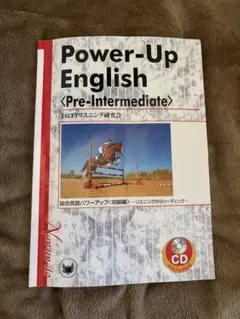 Power-Up
English
〈Pre-Intermediate〉
JACETリスニング研究会
総合英語パワーアップ〈初級編〉 -リスニングからリーディング-
CD